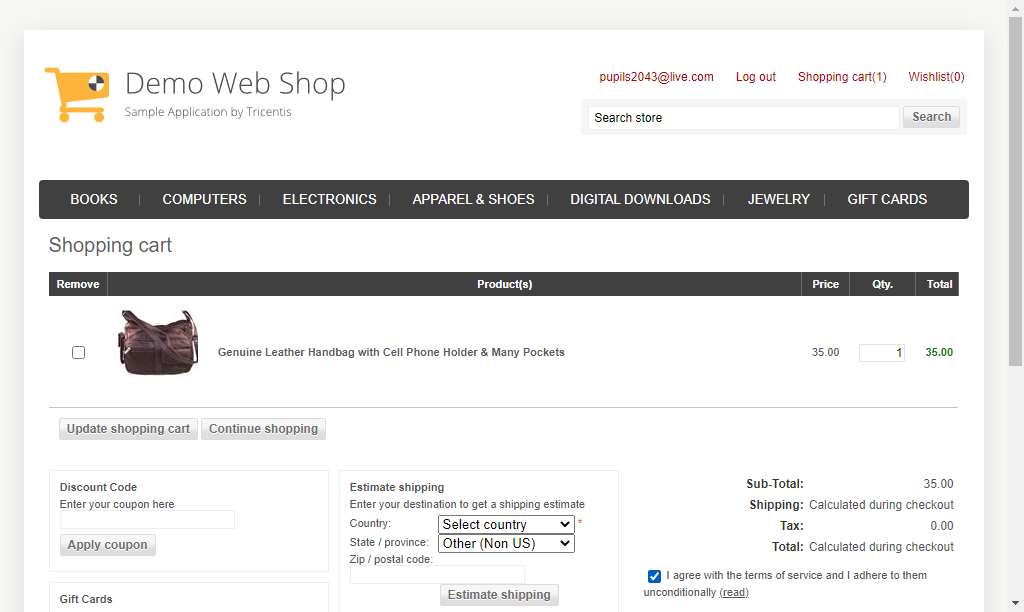 Demo Web Shop
Sample Application by Tricentis
pupils2043@live.com Log out Shopping cart(1) Wishlist(0)
Search store Search
BOOKS COMPUTERS ELECTRONICS APPAREL & SHOES DIGITAL DOWNLOADS JEWELRY GIFT CARDS
Shopping cart
Remove Product(s) Price Qty. Total
Genuine Leather Handbag with Cell Phone Holder & Many Pockets 35.00 1 35.00
Update shopping cart Continue shopping
Discount Code
Enter your coupon here
Apply coupon
Gift Cards
Estimate shipping
Enter your destination to get a shipping estimate
Country: Select country *
State / province: Other (Non US)
Zip / postal code:
Estimate shipping
Sub-Total: 35.00
Shipping: Calculated during checkout
Tax: 0.00
Total: Calculated during checkout
I agree with the terms of service and I adhere to them
unconditionally (read)